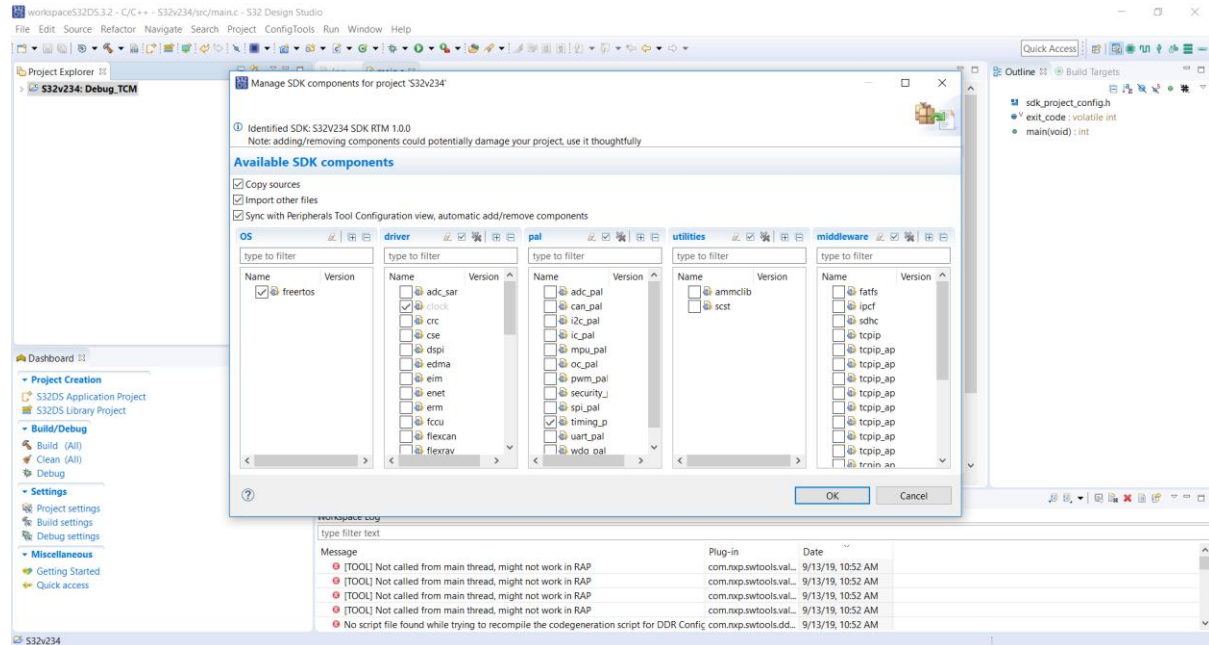 workspaceS32DS.3.2 - C/C++ - S32v234/src/main.c - S32 Design Studio
File Edit Source Refactor Navigate Search Project ConfigTools Run Window Help
Quick Access
Project Explorer
S32v234: Debug_TCM
Manage SDK components for project 'S32v234'
Identified SDK: S32V234 SDK RTM 1.0.0
Note: adding/removing components could potentially damage your project, use it thoughtfully
Available SDK components
Copy sources
Import other files
Sync with Peripherals Tool Configuration view, automatic add/remove components
OS
type to filter
Name Version
freertos
driver
type to filter
Name Version
adc_sar
clock
crc
cse
dspi
edma
eim
enet
erm
fccu
flexcan
flexray
pal
type to filter
Name Version
adc_pal
can_pal
i2c_pal
ic_pal
mpu_pal
oc_pal
pwm_pal
security_
spi_pal
timing_p
uart_pal
wdg_pal
utilities
type to filter
Name Version
ammclib
scst
middleware
type to filter
Name Version
fatfs
ipcf
sdhc
tcpip
tcpip_ap
tcpip_ap
tcpip_ap
tcpip_ap
tcpip_ap
tcpip_ap
tcpip_ap
tcpip_ap
OK
Cancel
Outline
Build Targets
sdk_project_config.h
exit_code : volatile int
main(void) : int
Dashboard
Project Creation
S32DS Application Project
S32DS Library Project
Build/Debug
Build (All)
Clean (All)
Debug
Settings
Project settings
Build settings
Debug settings
Miscellaneous
Getting Started
Quick access
Workspace Log
type filter text
Message Plug-in Date
[TOOL] Not called from main thread, might not work in RAP com.nxp.swtools.val... 9/13/19, 10:52 AM
[TOOL] Not called from main thread, might not work in RAP com.nxp.swtools.val... 9/13/19, 10:52 AM
[TOOL] Not called from main thread, might not work in RAP com.nxp.swtools.val... 9/13/19, 10:52 AM
[TOOL] Not called from main thread, might not work in RAP com.nxp.swtools.val... 9/13/19, 10:52 AM
No script file found while trying to recompile the codegeneration script for DDR Config com.nxp.swtools.dd... 9/13/19, 10:52 AM
S32v234